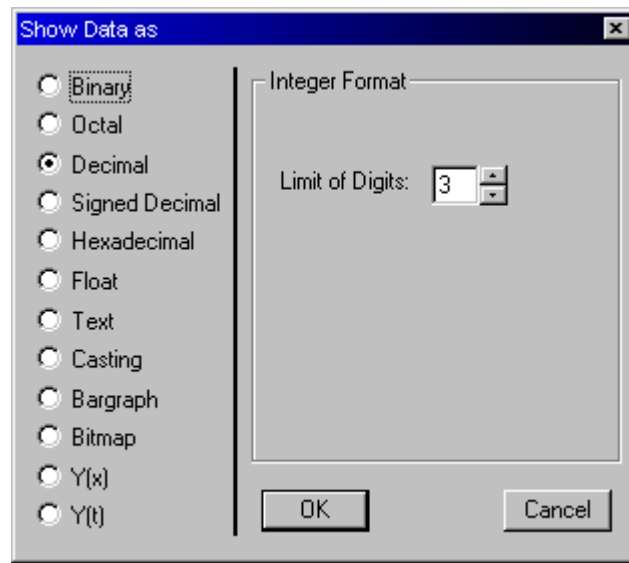 Show Data as
Binary
Octal
Decimal
Signed Decimal
Hexadecimal
Float
Text
Casting
Bargraph
Bitmap
Y(x)
Y(t)
Integer Format
Limit of Digits: 3
OK
Cancel